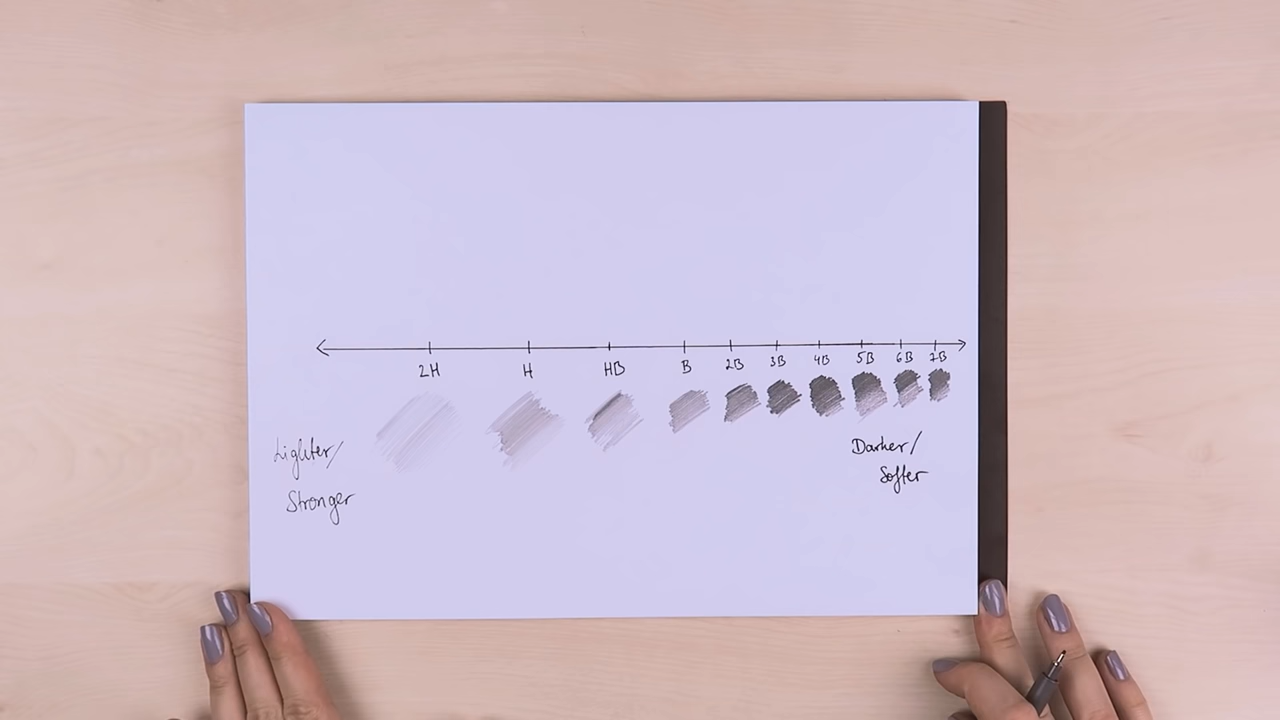 2H H HB B 2B 3B 4B 5B 6B 7B
Lighter/
Stronger
Darker/
Softer